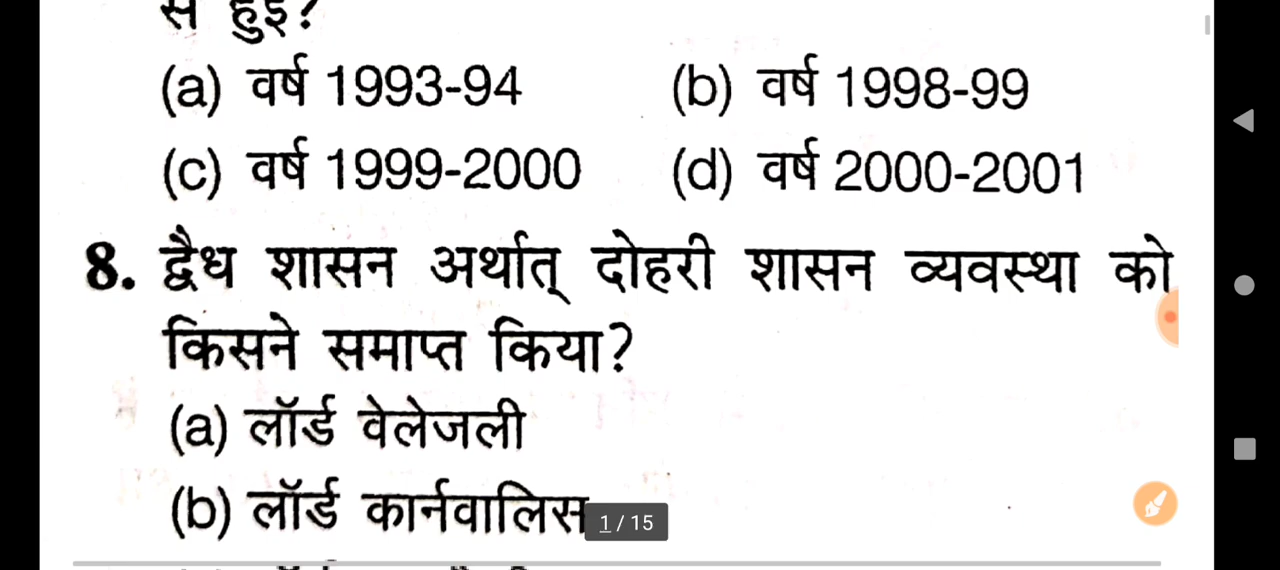 से हुई?
(a) वर्ष 1993-94 (b) वर्ष 1998-99
(c) वर्ष 1999-2000 (d) वर्ष 2000-2001
8. द्वैध शासन अर्थात् दोहरी शासन व्यवस्था को
किसने समाप्त किया?
(a) लॉर्ड वेलेजली
(b) लॉर्ड कार्नवालिस
1 / 15